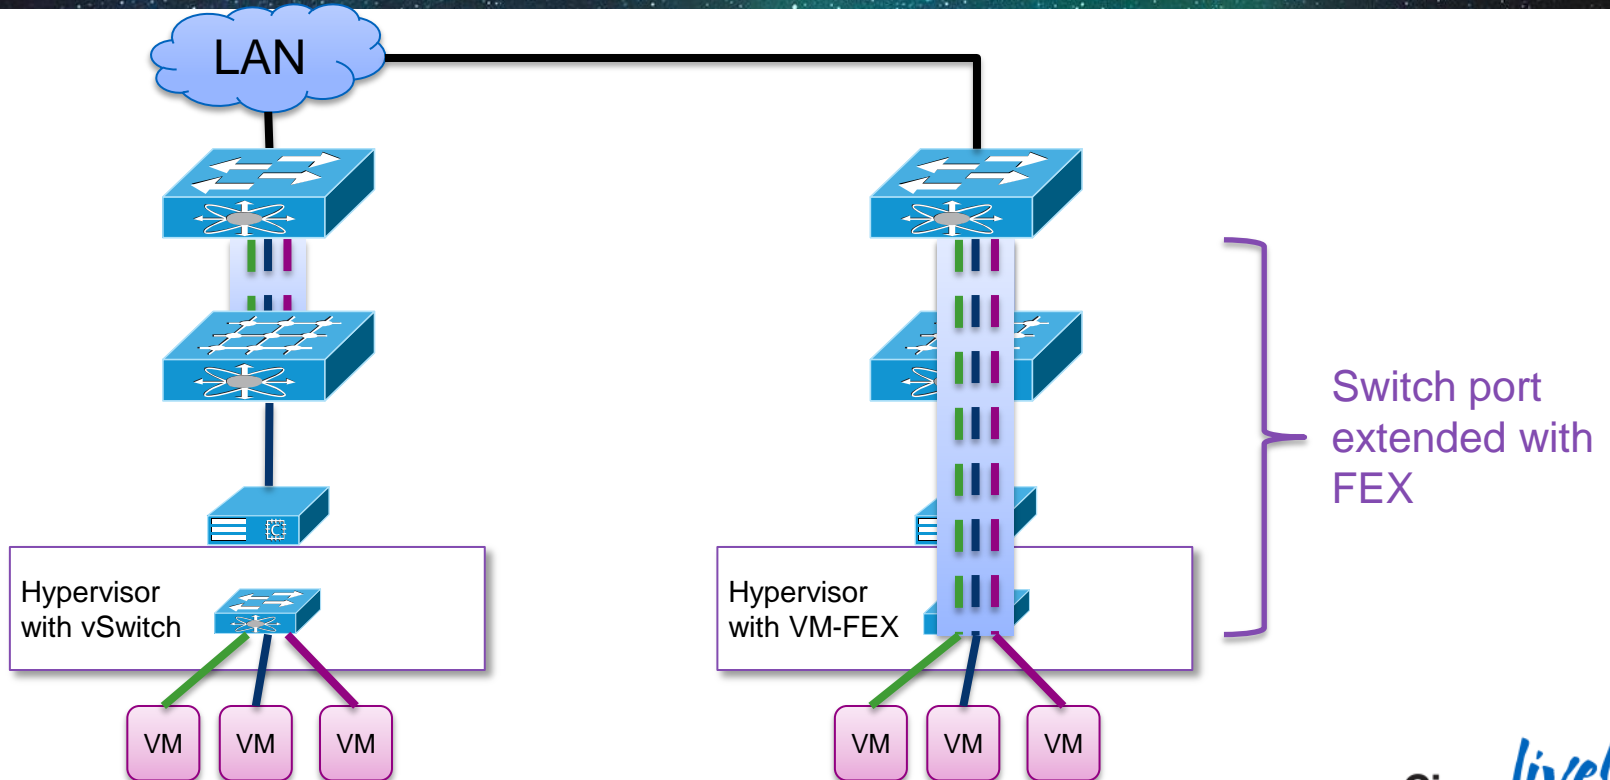 LAN
Switch port
extended with
FEX
Hypervisor
with vSwitch
Hypervisor
with VM-FEX
VM VM VM
VM VM VM